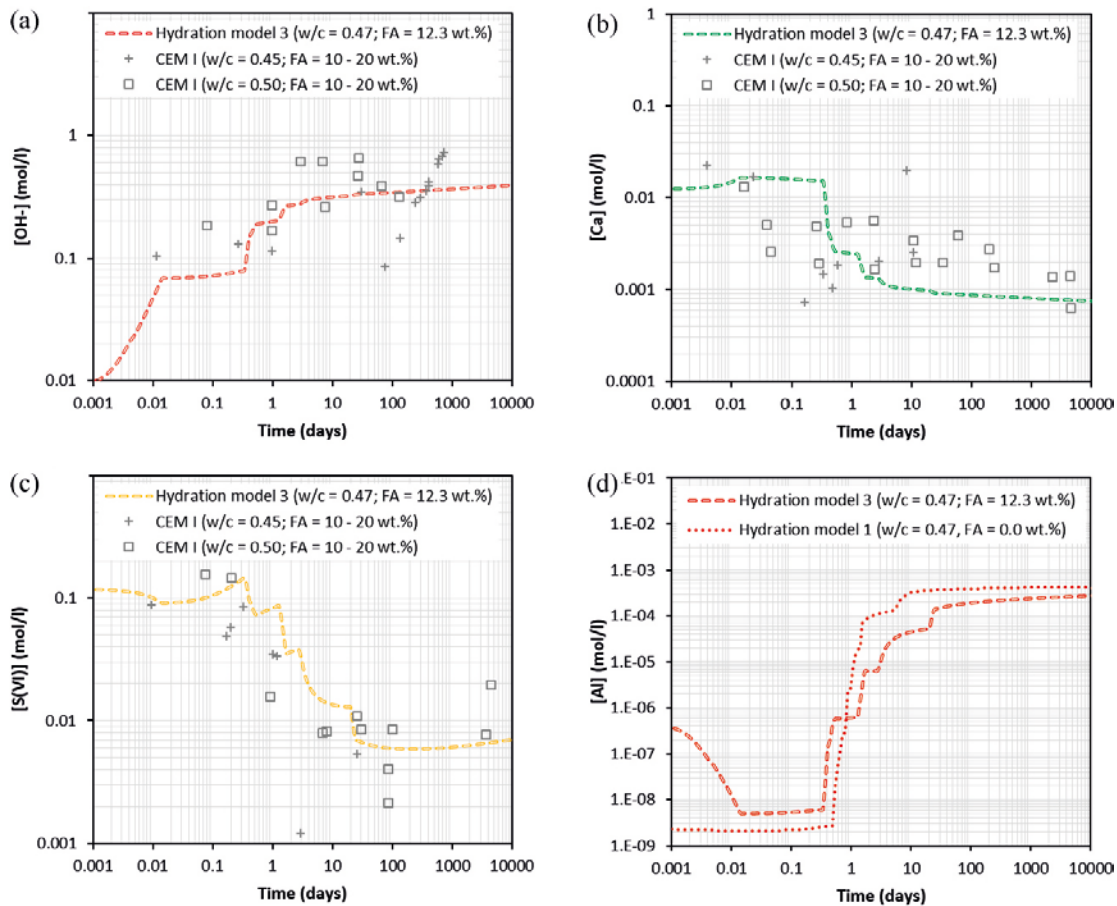 (a)
Hydration model 3 (w/c = 0.47; FA = 12.3 wt.%)
CEM I (w/c = 0.45; FA = 10 - 20 wt.%)
CEM I (w/c = 0.50; FA = 10 - 20 wt.%)
[OH-] (mol/l)
1
0.1
0.01
0.001 0.01 0.1 1 10 100 1000 10000
Time (days)
(b)
Hydration model 3 (w/c = 0.47; FA = 12.3 wt.%)
CEM I (w/c = 0.45; FA = 10 - 20 wt.%)
CEM I (w/c = 0.50; FA = 10 - 20 wt.%)
[Ca] (mol/l)
1
0.1
0.01
0.001
0.0001
0.001 0.01 0.1 1 10 100 1000 10000
Time (days)
(c)
Hydration model 3 (w/c = 0.47; FA = 12.3 wt.%)
CEM I (w/c = 0.45; FA = 10 - 20 wt.%)
CEM I (w/c = 0.50; FA = 10 - 20 wt.%)
[S(VI)] (mol/l)
0.1
0.01
0.001
0.001 0.01 0.1 1 10 100 1000 10000
Time (days)
(d)
Hydration model 3 (w/c = 0.47; FA = 12.3 wt.%)
Hydration model 1 (w/c = 0.47, FA = 0.0 wt.%)
[Al] (mol/l)
1.E-01
1.E-02
1.E-03
1.E-04
1.E-05
1.E-06
1.E-07
1.E-08
1.E-09
0.001 0.01 0.1 1 10 100 1000 10000
Time (days)